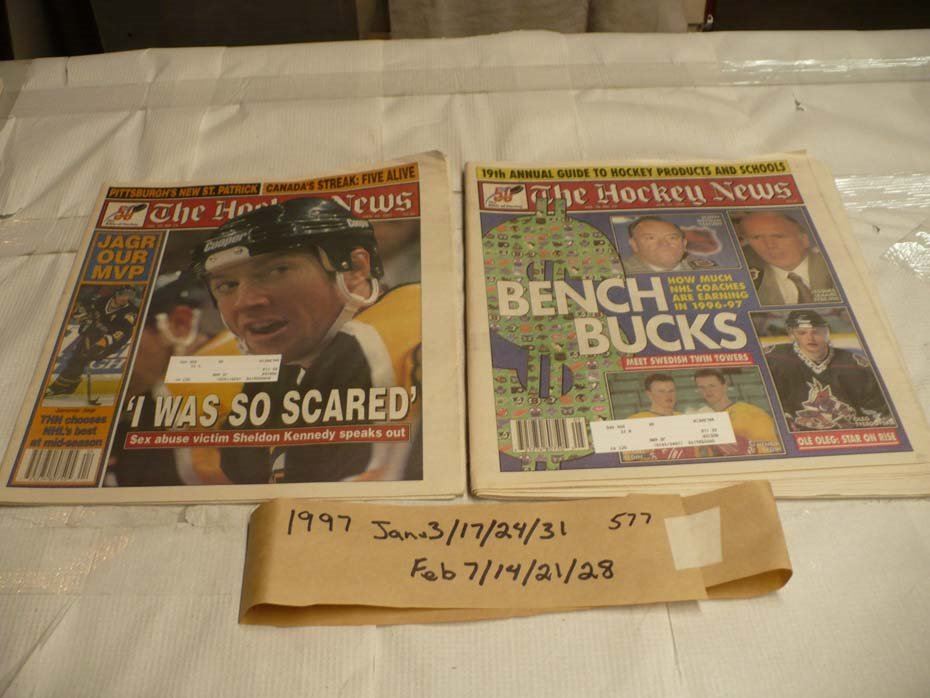 PITTSBURGH'S NEW ST. PATRICK
CANADA'S STREAK: FIVE ALIVE
50
The Hockey News
JAGR
OUR
MVP
THN chooses
NHL's best
at mid-season
'I WAS SO SCARED'
Sex abuse victim Sheldon Kennedy speaks out
Cooper
19th ANNUAL GUIDE TO HOCKEY PRODUCTS AND SCHOOLS
50
The Hockey News
BENCH
BUCKS
HOW MUCH
NHL COACHES
ARE EARNING
IN 1996-97
MEET SWEDISH TWIN TOWERS
OLE OLEG: STAR ON RISE
1997 Jan.3/17/24/31 577
Feb 7/14/21/28